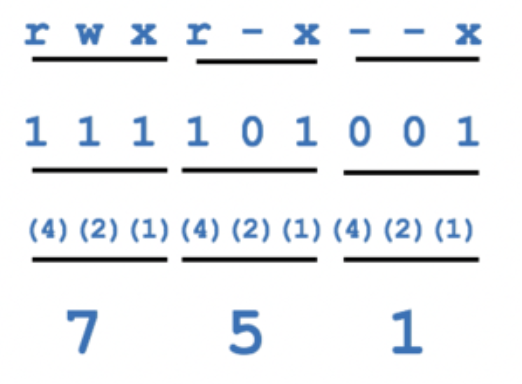 r w x r - x - - x
1 1 1 1 0 1 0 0 1
(4) (2) (1) (4) (2) (1) (4) (2) (1)
7 5 1